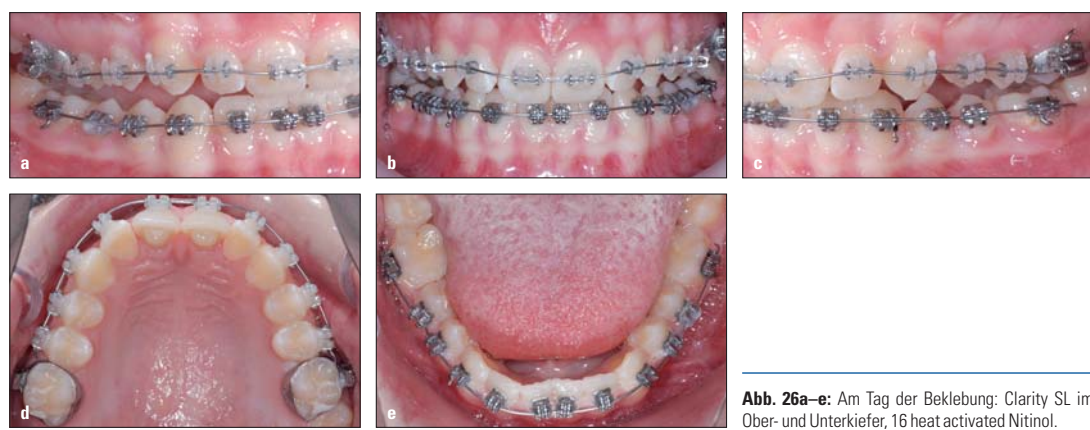 a
b
c
d
e
Abb. 26a–e: Am Tag der Beklebung: Clarity SL im
Ober- und Unterkiefer, 16 heat activated Nitinol.